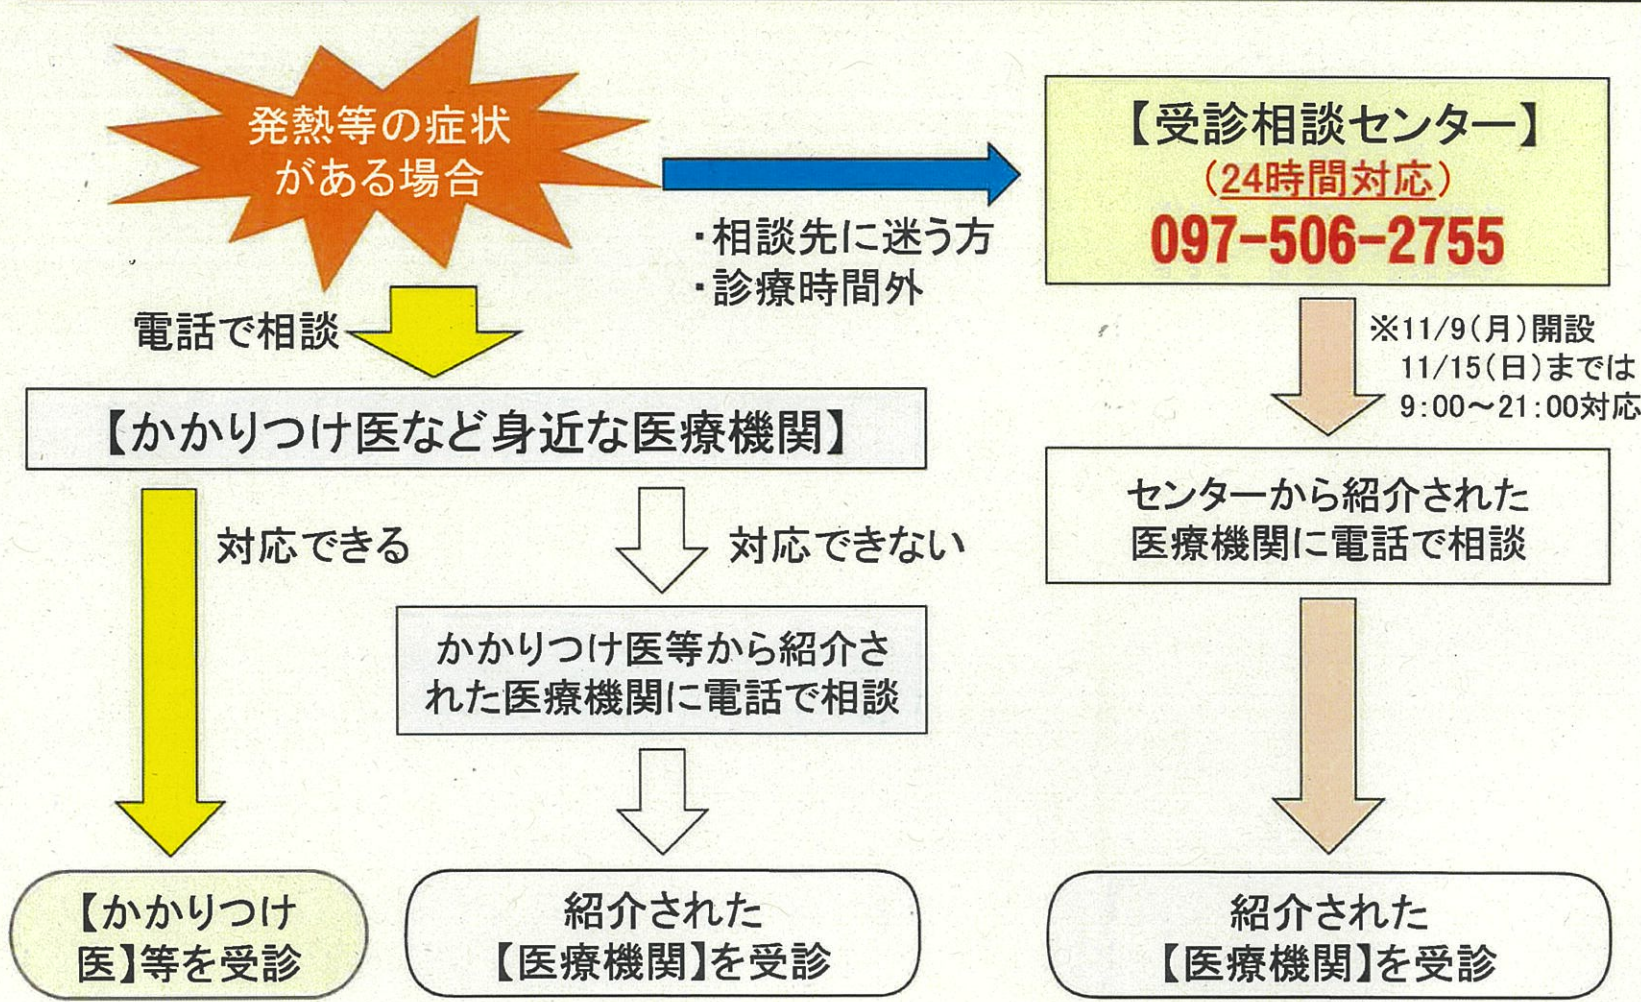 発熱等の症状
がある場合
・相談先に迷う方
・診療時間外
【受診相談センター】
（24時間対応）
097-506-2755
※11/9（月）開設
11/15（日）までは
9:00～21:00対応
電話で相談
【かかりつけ医など身近な医療機関】
対応できる
対応できない
センターから紹介された
医療機関に電話で相談
かかりつけ医等から紹介さ
れた医療機関に電話で相談
【かかりつけ
医】等を受診
紹介された
【医療機関】を受診
紹介された
【医療機関】を受診